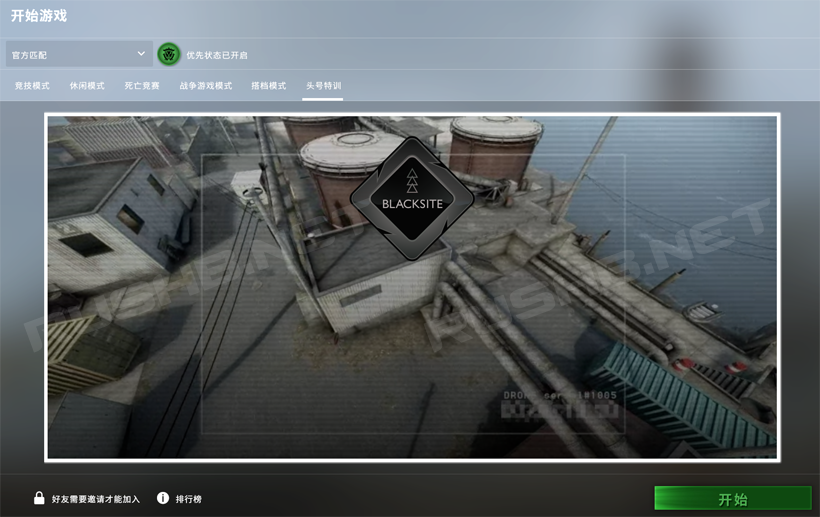 开始游戏
官方匹配
优先状态已开启
竞技模式 休闲模式 死亡竞赛 战争游戏模式 搭档模式 头号特训
BLACKSITE
好友需要邀请才能加入
排行榜
开始